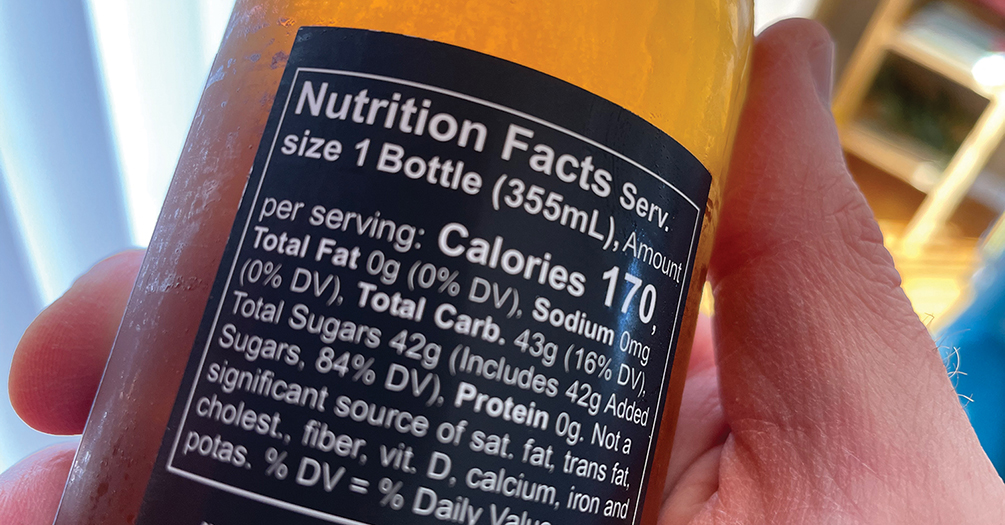 Nutrition Facts Serv.
size 1 Bottle (355mL), Amount
per serving: Calories 170,
Total Fat 0g (0% DV), Sodium 0mg
(0% DV), Total Carb. 43g (16% DV),
Total Sugars 42g (Includes 42g Added
Sugars, 84% DV), Protein 0g. Not a
significant source of sat. fat, trans fat,
cholest., fiber, vit. D, calcium, iron and
potas. % DV = % Daily Value